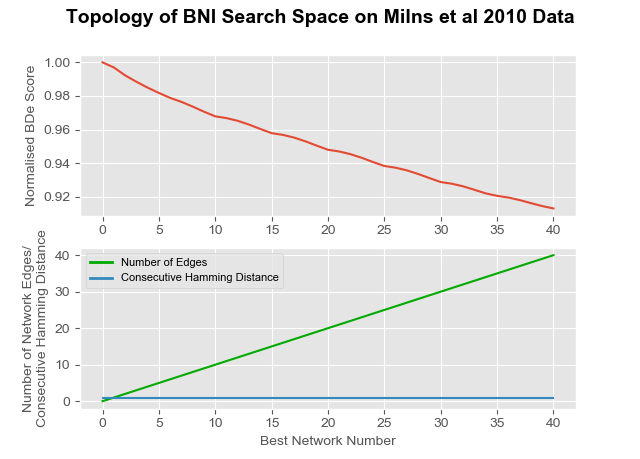 Topology of BNI Search Space on Milns et al 2010 Data
Normalised BDe Score
1.00
0.98
0.96
0.94
0.92
0 5 10 15 20 25 30 35 40
Number of Network Edges/
Consecutive Hamming Distance
40
30
20
10
0
Number of Edges
Consecutive Hamming Distance
0 5 10 15 20 25 30 35 40
Best Network Number